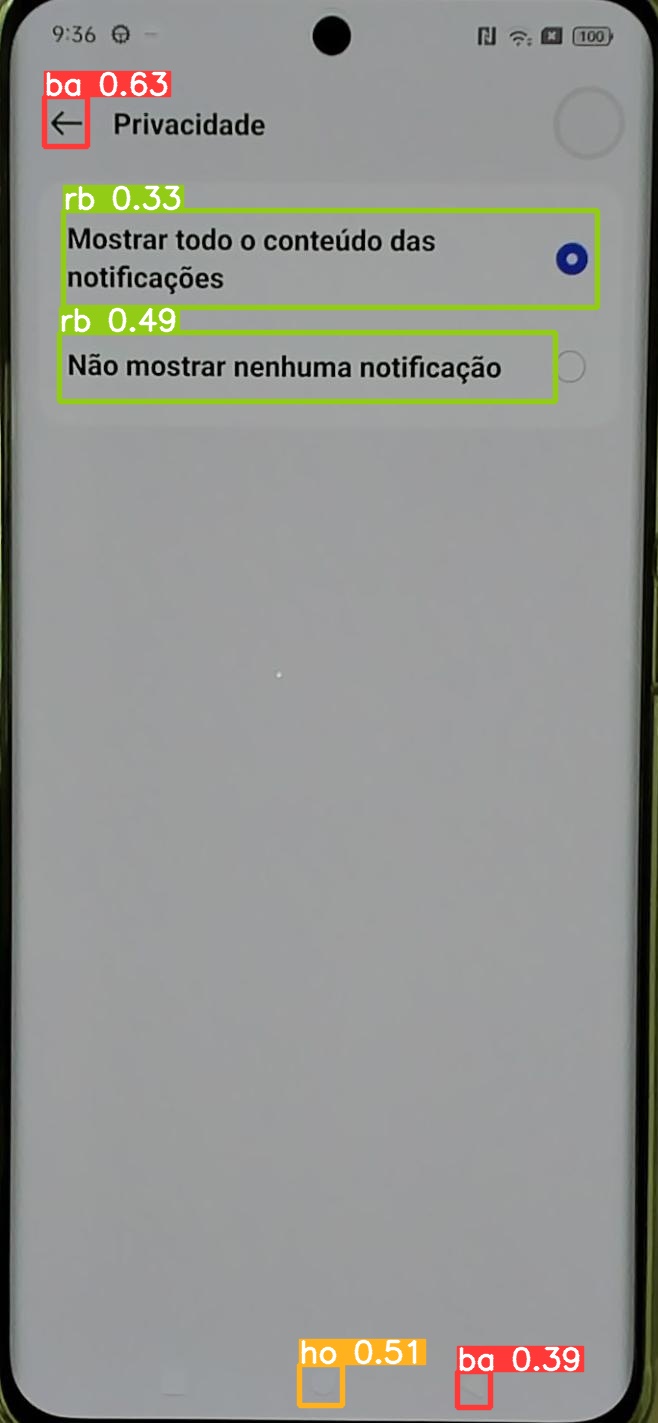 9:36
100
ba 0.63
Privacidade
rb 0.33
Mostrar todo o conteúdo das
notificações
rb 0.49
Não mostrar nenhuma notificação
ho 0.51
ba 0.39